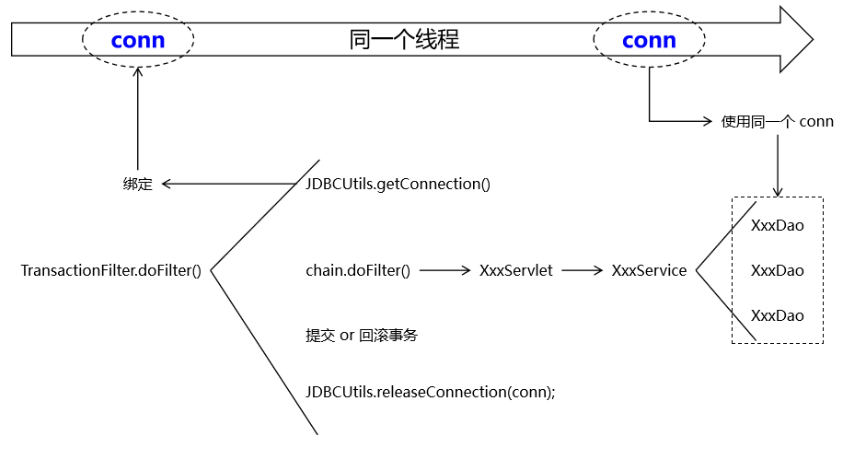 conn
同一个线程
conn
使用同一个 conn
绑定
JDBCUtils.getConnection()
XxxDao
TransactionFilter.doFilter()
chain.doFilter()
XxxServlet
XxxService
XxxDao
XxxDao
提交 or 回滚事务
JDBCUtils.releaseConnection(conn);